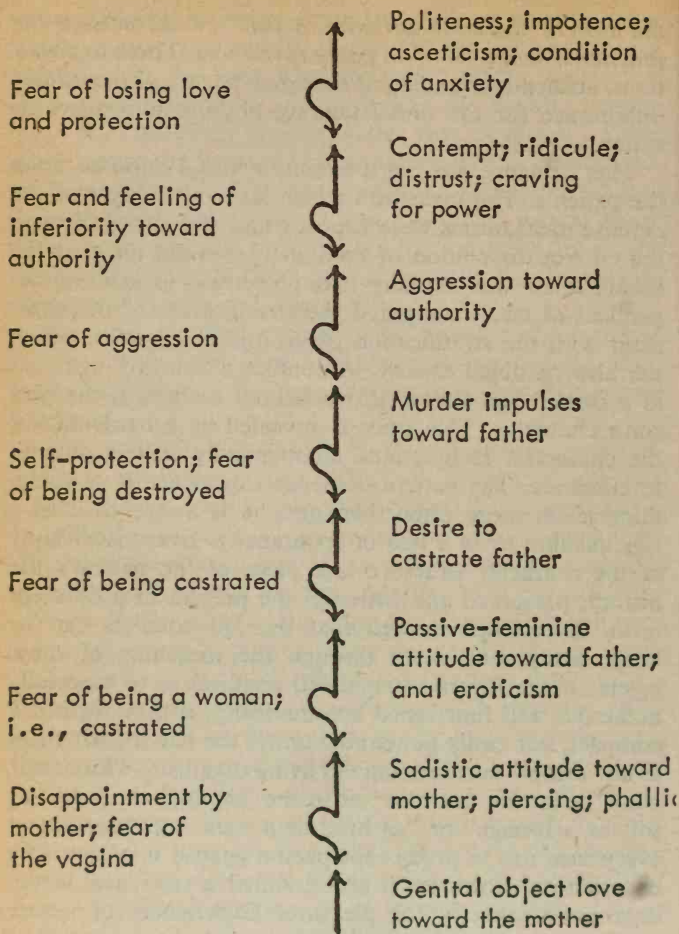 Politeness; impotence;
asceticism; condition
of anxiety
Fear of losing love
and protection
Contempt; ridicule;
distrust; craving
for power
Fear and feeling of
inferiority toward
authority
Aggression toward
authority
Fear of aggression
Murder impulses
toward father
Self-protection; fear
of being destroyed
Desire to
castrate father
Fear of being castrated
Passive-feminine
attitude toward father;
anal eroticism
Fear of being a woman;
i.e., castrated
Sadistic attitude toward
mother; piercing; phallic
Disappointment by
mother; fear of
the vagina
Genital object love
toward the mother